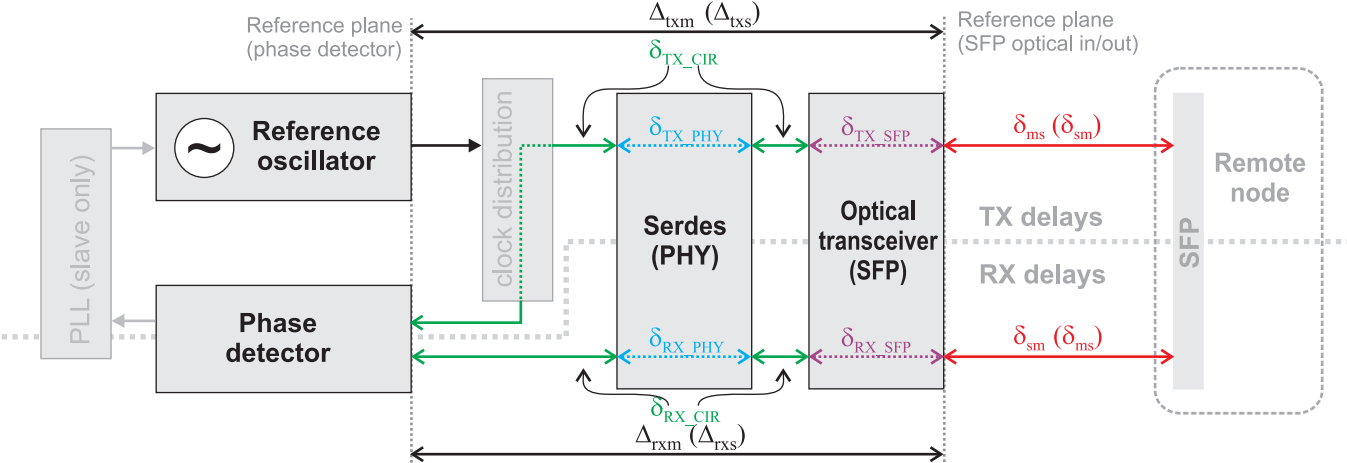 Δtxm (Δtxs)
Reference plane
(phase detector)
Reference plane
(SFP optical in/out)
δTX_CIR
PLL (slave only)
~
Reference
oscillator
clock distribution
δTX_PHY
δTX_SFP
δms (δsm)
Serdes
(PHY)
Optical
transceiver
(SFP)
TX delays
RX delays
SFP
Remote
node
Phase
detector
δRX_PHY
δRX_SFP
δsm (δms)
δRX_CIR
Δrxm (Δrxs)